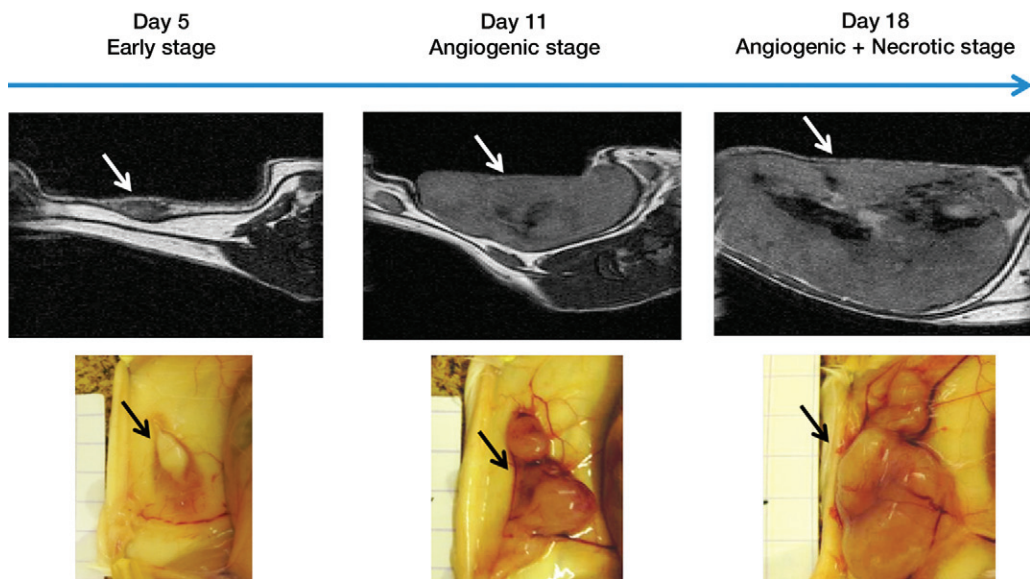 Day 5
Early stage
Day 11
Angiogenic stage
Day 18
Angiogenic + Necrotic stage